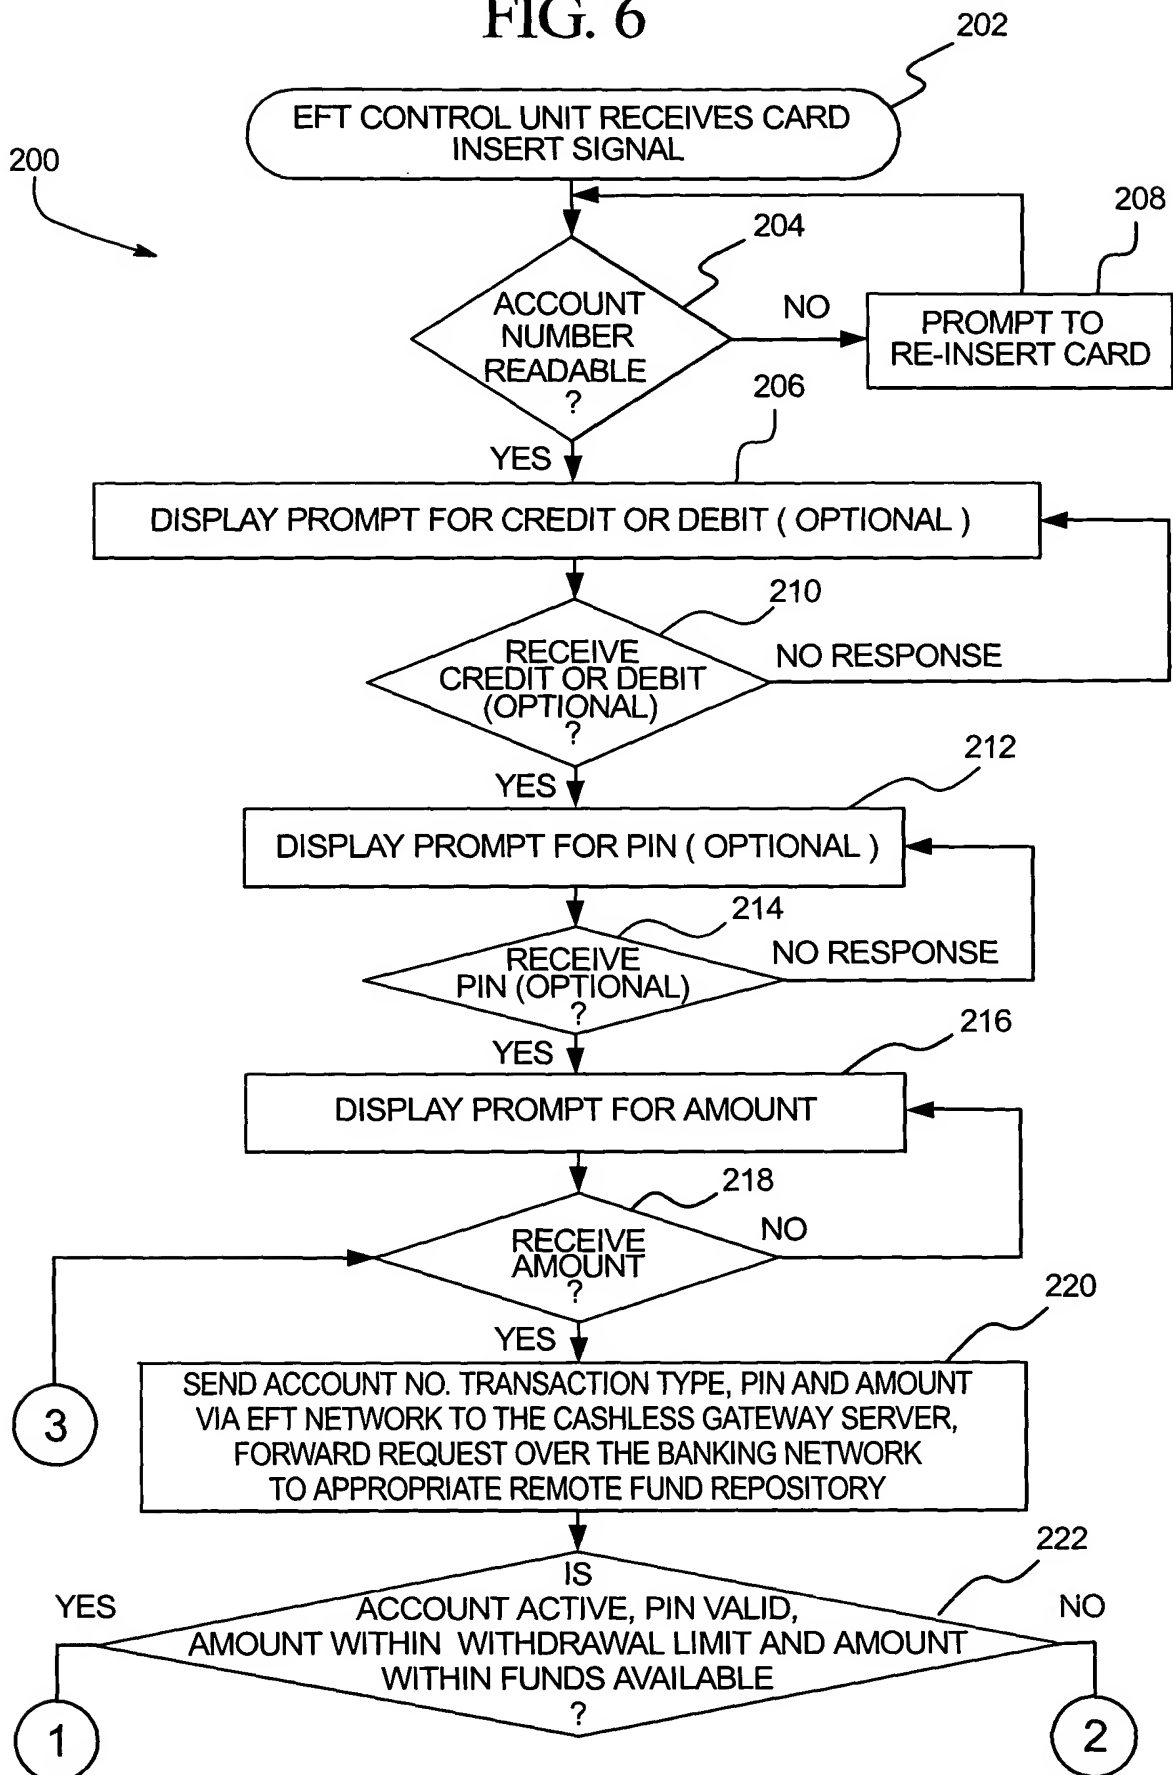 FIG. 6
202
EFT CONTROL UNIT RECEIVES CARD
INSERT SIGNAL
200
208
204
ACCOUNT
NUMBER
READABLE
?
NO
PROMPT TO
RE-INSERT CARD
206
YES
DISPLAY PROMPT FOR CREDIT OR DEBIT ( OPTIONAL )
210
RECEIVE
CREDIT OR DEBIT
(OPTIONAL)
?
NO RESPONSE
YES
212
DISPLAY PROMPT FOR PIN ( OPTIONAL )
214
RECEIVE
PIN (OPTIONAL)
?
NO RESPONSE
YES
216
DISPLAY PROMPT FOR AMOUNT
218
RECEIVE
AMOUNT
?
NO
YES
220
3
SEND ACCOUNT NO. TRANSACTION TYPE, PIN AND AMOUNT
VIA EFT NETWORK TO THE CASHLESS GATEWAY SERVER,
FORWARD REQUEST OVER THE BANKING NETWORK
TO APPROPRIATE REMOTE FUND REPOSITORY
222
YES
IS
ACCOUNT ACTIVE, PIN VALID,
AMOUNT WITHIN WITHDRAWAL LIMIT AND AMOUNT
WITHIN FUNDS AVAILABLE
?
NO
1
2